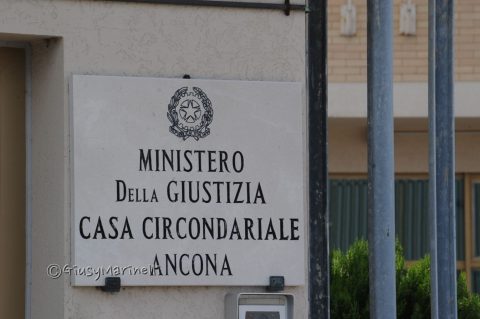 MINISTERO
DELLA GIUSTIZIA
CASA CIRCONDARIALE
ANCONA
©GiusyMarinelli